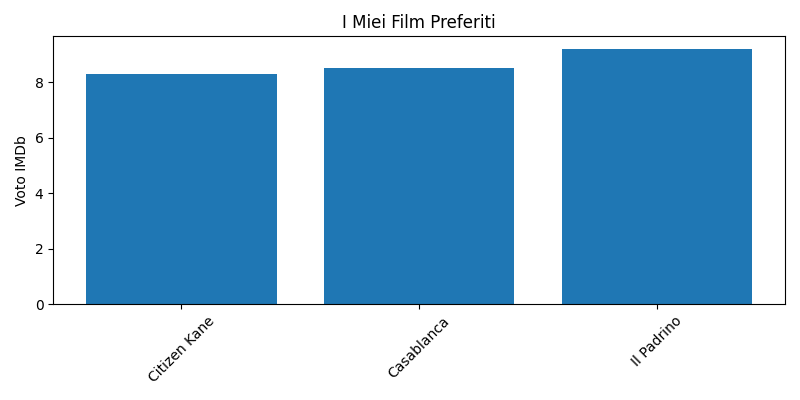 I Miei Film Preferiti
Voto IMDb
8
6
4
2
0
Citizen Kane
Casablanca
Il Padrino